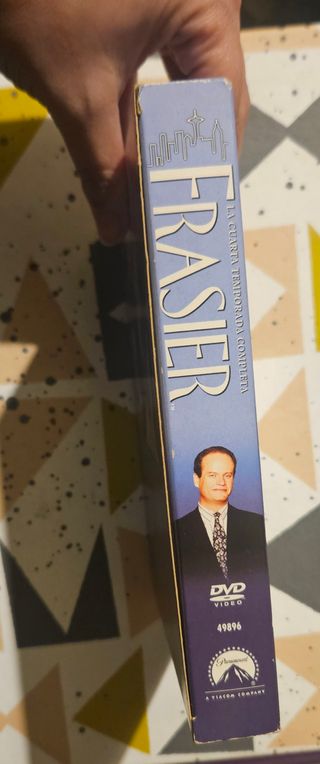 FRASIER
LA CUARTA TEMPORADA COMPLETA
DVD
VIDEO
49896
Paramount
A VIACOM COMPANY